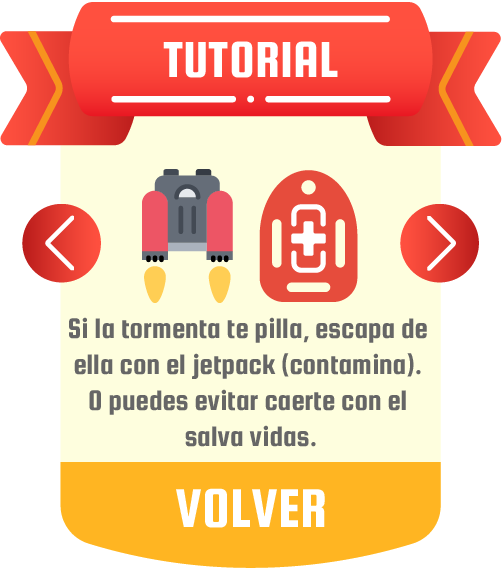 TUTORIAL
Si la tormenta te pilla, escapa de
ella con el jetpack (contamina).
O puedes evitar caerte con el
salva vidas.
VOLVER